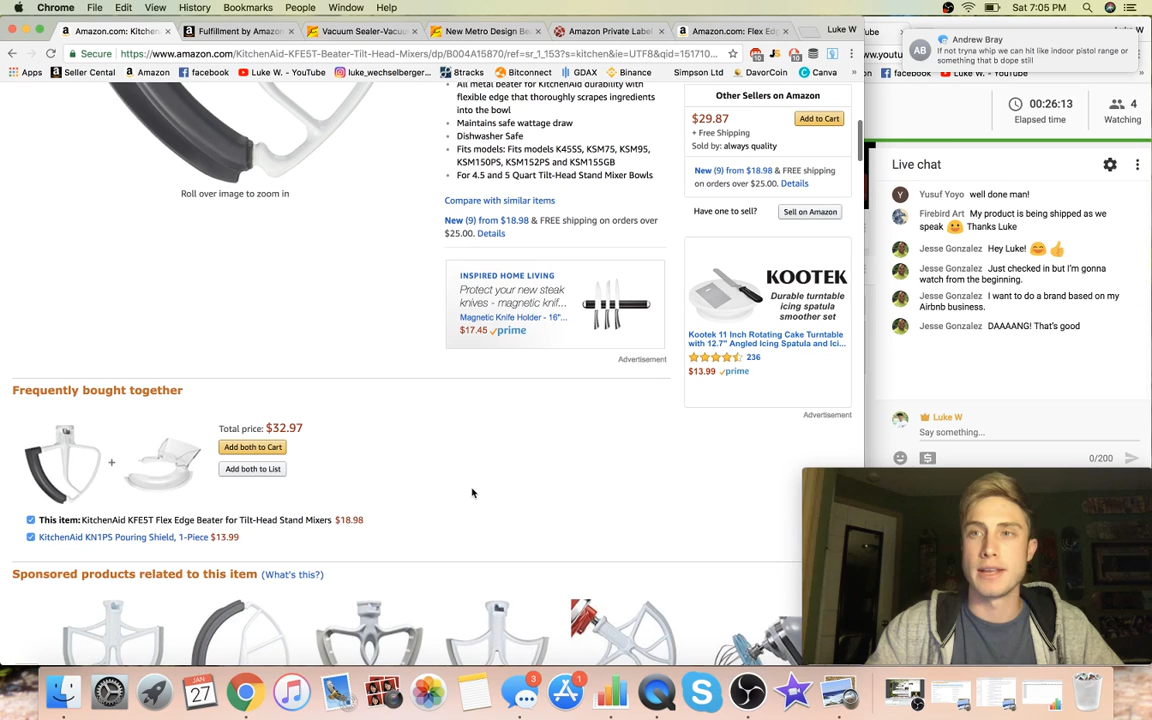 Chrome File Edit View History Bookmarks People Window Help
Sat 7:05 PM
Amazon.com: Kitchen
Fulfillment by Amazon
Vacuum Sealer-Vacuu
New Metro Design Be
Amazon Private Label
Amazon.com: Flex Ed
Luke W
Secure https://www.amazon.com/KitchenAid-KFE5T-Beater-Tilt-Head-Mixers/dp/B004A15870/ref=sr_1_153?s=kitchen&ie=UTF8&qid=151710...
Apps Seller Cental Amazon facebook Luke W. - YouTube luke_wechselberger... 8tracks Bitconnect GDAX Binance Simpson Ltd DavorCoin Canva
AB
Andrew Bray
If not tryna whip we can hit like indoor pistol range or
something that b dope still
facebook Luke W. - YouTube
All metal beater for KitchenAid durability with
flexible edge that thoroughly scrapes ingredients
into the bowl
Maintains safe wattage draw
Dishwasher Safe
Fits models: Fits models K45SS, KSM75, KSM95,
KSM150PS, KSM152PS and KSM155GB
For 4.5 and 5 Quart Tilt-Head Stand Mixer Bowls
Roll over image to zoom in
Compare with similar items
New (9) from $18.98 & FREE shipping on orders over
$25.00. Details
Other Sellers on Amazon
$29.87
Add to Cart
+ Free Shipping
Sold by: always quality
New (9) from $18.98 & FREE shipping
on orders over $25.00. Details
Have one to sell? Sell on Amazon
INSPIRED HOME LIVING
Protect your new steak
knives - magnetic knif...
Magnetic Knife Holder - 16"...
$17.45 prime
Advertisement
KOOTEK
Durable turntable
icing spatula
smoother set
Kootek 11 Inch Rotating Cake Turntable
with 12.7" Angled Icing Spatula and Ici...
236
$13.99 prime
Advertisement
Frequently bought together
Total price: $32.97
Add both to Cart
Add both to List
+
This item: KitchenAid KFE5T Flex Edge Beater for Tilt-Head Stand Mixers $18.98
KitchenAid KN1PS Pouring Shield, 1-Piece $13.99
Sponsored products related to this item (What's this?)
00:26:13
Elapsed time
4
Watching
Live chat
Y Yusuf Yoyo well done man!
Firebird Art My product is being shipped as we
speak Thanks Luke
Jesse Gonzalez Hey Luke!
Jesse Gonzalez Just checked in but I'm gonna
watch from the beginning.
Jesse Gonzalez I want to do a brand based on my
Airbnb business.
Jesse Gonzalez DAAAANG! That's good
Luke W
Say something...
0/200
JAN
27
3
1